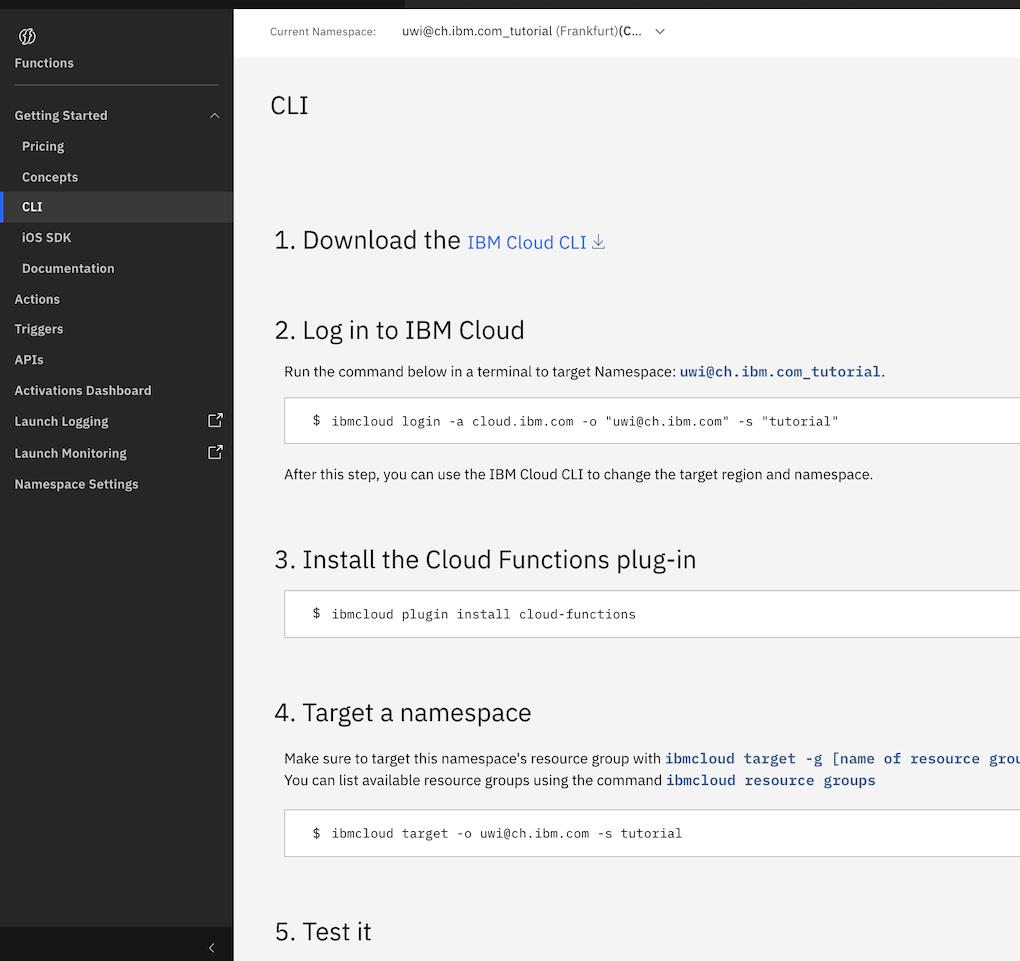 Functions
Getting Started
Pricing
Concepts
CLI
iOS SDK
Documentation
Actions
Triggers
APIs
Activations Dashboard
Launch Logging
Launch Monitoring
Namespace Settings
Current Namespace: uwi@ch.ibm.com_tutorial (Frankfurt)(C...
CLI
1. Download the IBM Cloud CLI
2. Log in to IBM Cloud
Run the command below in a terminal to target Namespace: uwi@ch.ibm.com_tutorial.
$ ibmcloud login -a cloud.ibm.com -o "uwi@ch.ibm.com" -s "tutorial"
After this step, you can use the IBM Cloud CLI to change the target region and namespace.
3. Install the Cloud Functions plug-in
$ ibmcloud plugin install cloud-functions
4. Target a namespace
Make sure to target this namespace's resource group with ibmcloud target -g [name of resource grou
You can list available resource groups using the command ibmcloud resource groups
$ ibmcloud target -o uwi@ch.ibm.com -s tutorial
5. Test it